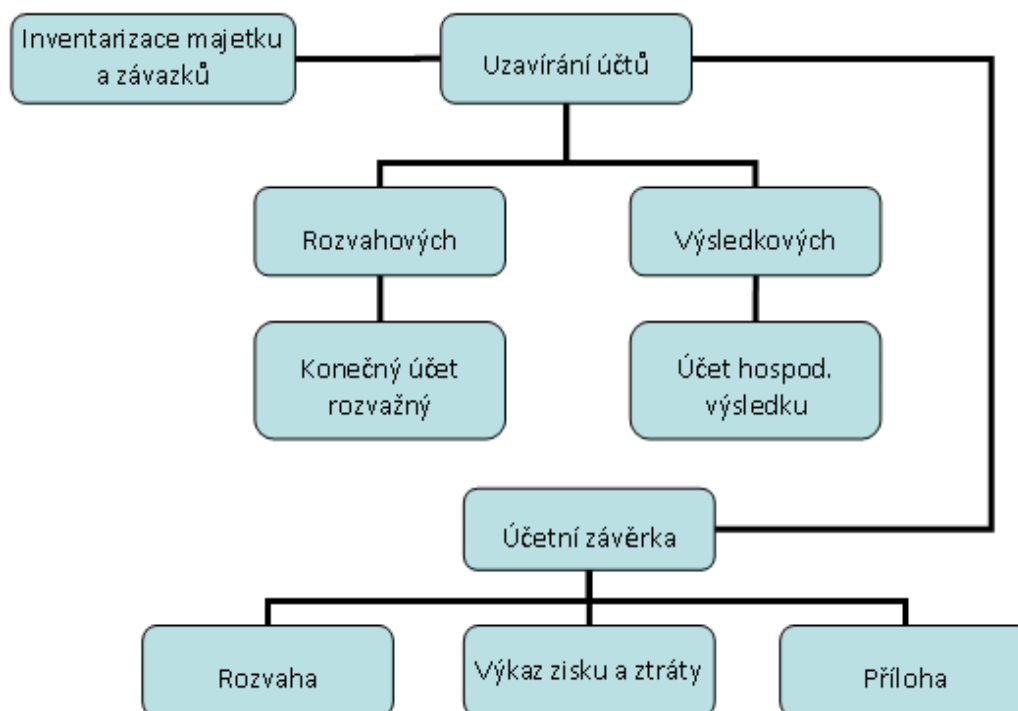 Inventarizace majetku
a závazků
Uzavírání účtů
Rozvahových
Výsledkových
Konečný účet
rozvažný
Účet hospod.
výsledku
Účetní závěrka
Rozvaha
Výkaz zisku a ztráty
Příloha